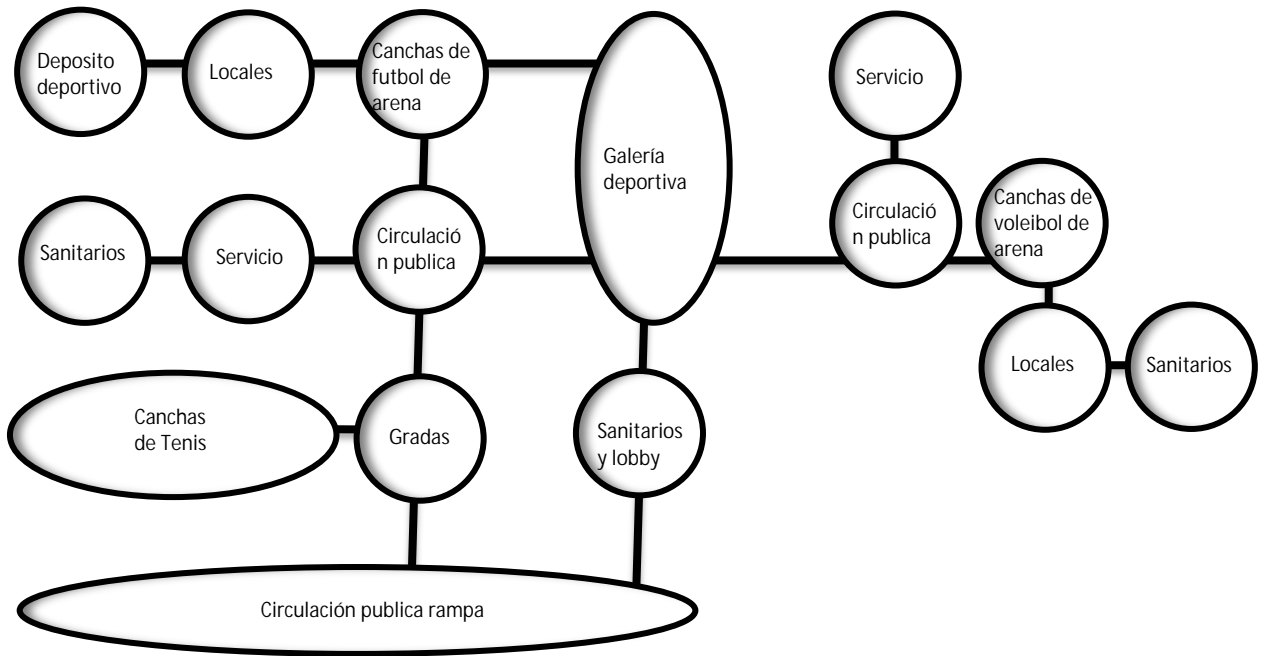 Deposito
deportivo
Locales
Canchas de
futbol de
arena
Galería
deportiva
Servicio
Sanitarios
Servicio
Circulació
n publica
Circulació
n publica
Canchas de
voleibol de
arena
Locales
Sanitarios
Canchas
de Tenis
Gradas
Sanitarios
y lobby
Circulación publica rampa